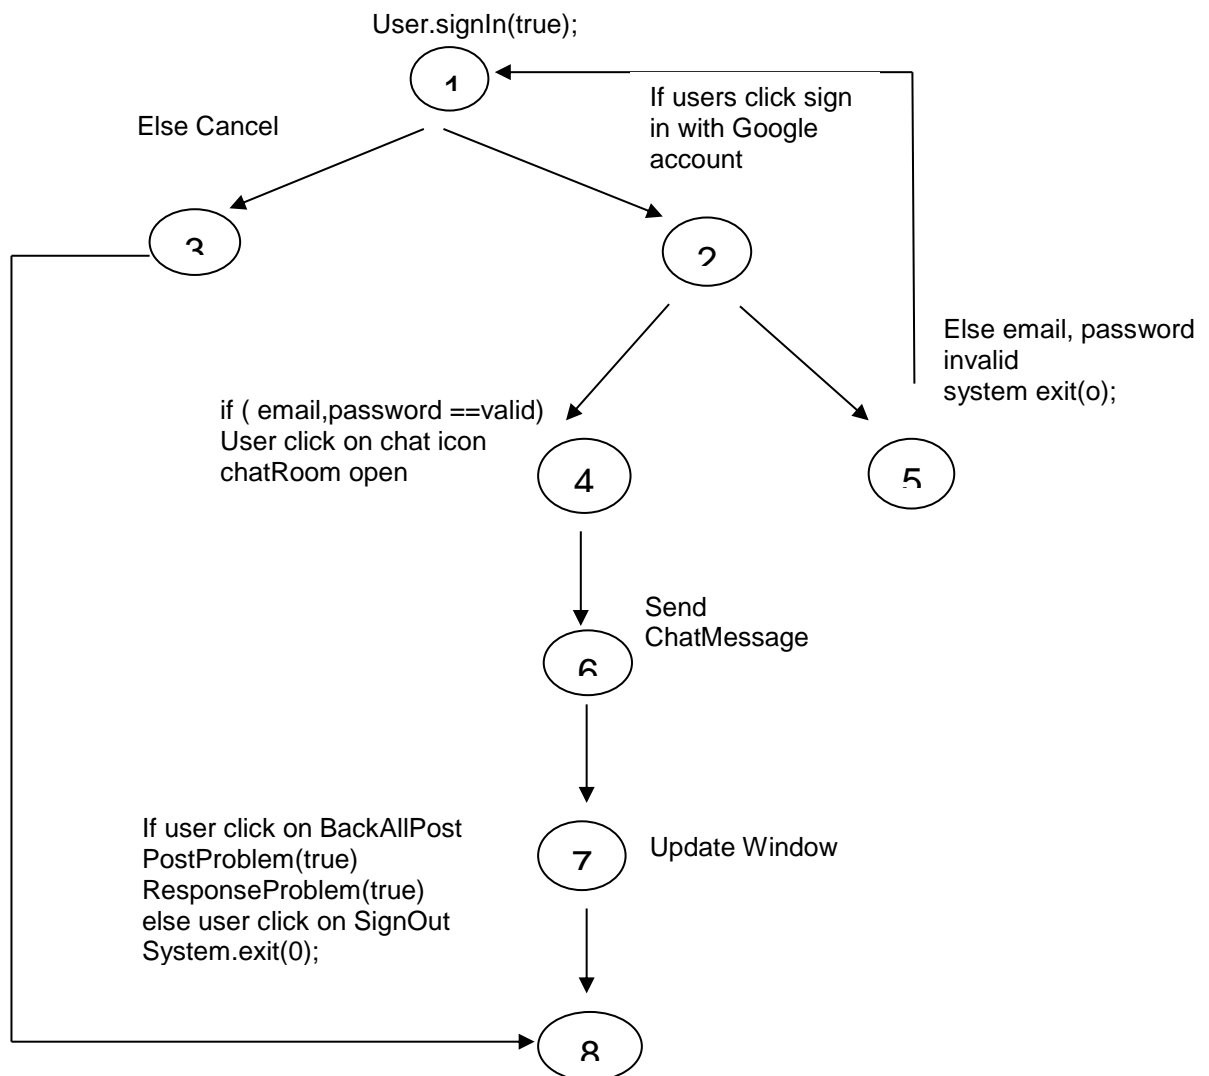 User.signIn(true);
1
If users click sign
in with Google
account
Else Cancel
3
2
Else email, password
invalid
system exit(o);
if ( email,password ==valid)
User click on chat icon
chatRoom open
4
5
Send
ChatMessage
6
If user click on BackAllPost
PostProblem(true)
ResponseProblem(true)
else user click on SignOut
System.exit(0);
7
Update Window
8